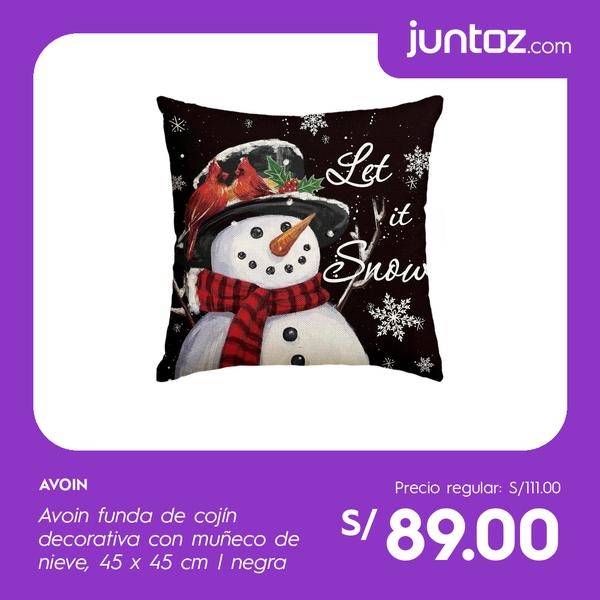 juntoz.com
Let
it
Snow
AVOIN
Avoin funda de cojín
decorativa con muñeco de
nieve, 45 x 45 cm | negra
Precio regular: S/111.00
S/ 89.00